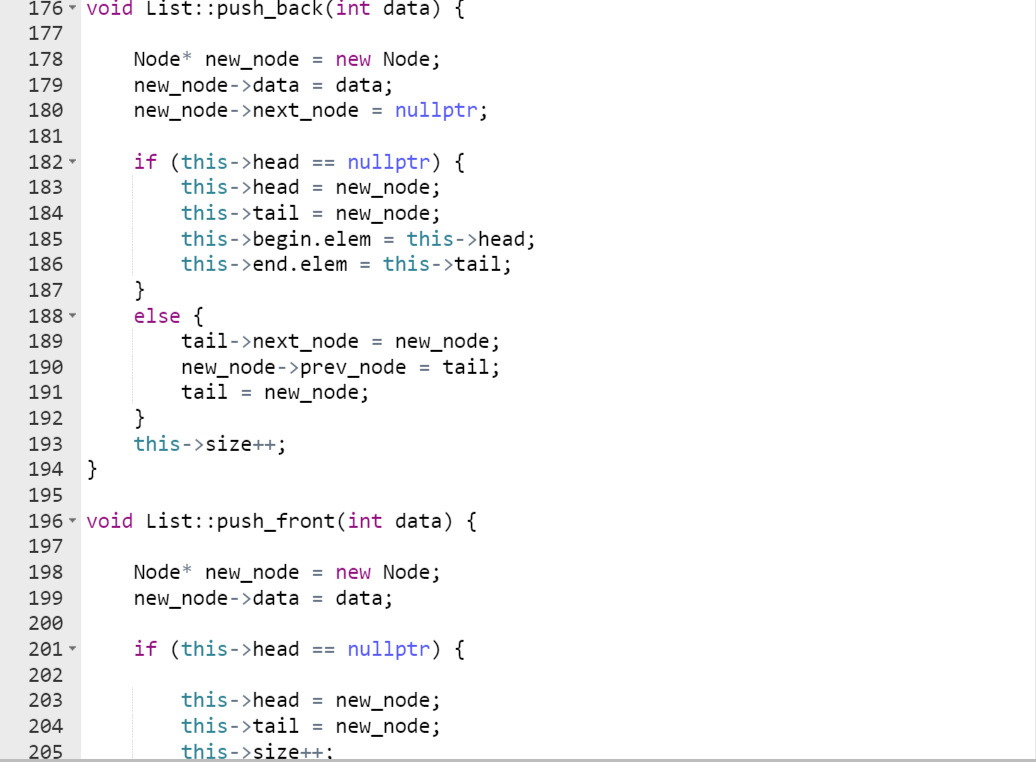 176 void List::push_back(int data) {
177
178     Node* new_node = new Node;
179     new_node->data = data;
180     new_node->next_node = nullptr;
181
182     if (this->head == nullptr) {
183         this->head = new_node;
184         this->tail = new_node;
185         this->begin.elem = this->head;
186         this->end.elem = this->tail;
187     }
188     else {
189         tail->next_node = new_node;
190         new_node->prev_node = tail;
191         tail = new_node;
192     }
193     this->size++;
194 }
195
196 void List::push_front(int data) {
197
198     Node* new_node = new Node;
199     new_node->data = data;
200
201     if (this->head == nullptr) {
202
203         this->head = new_node;
204         this->tail = new_node;
205         this->size++;